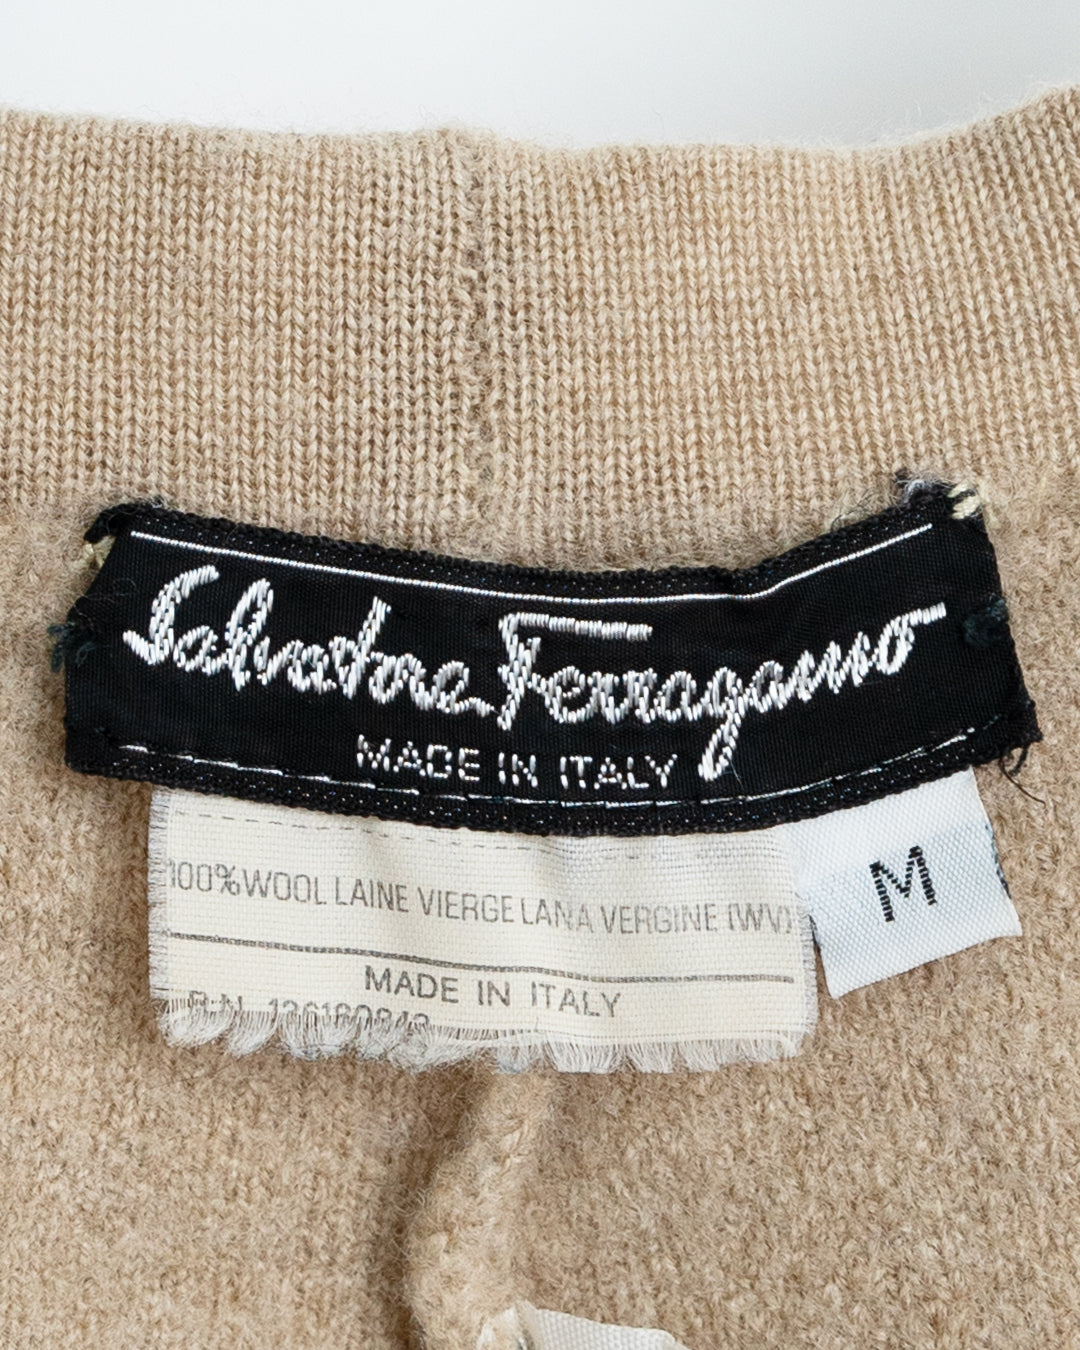 Salvatore Ferragamo
MADE IN ITALY
100% WOOL LAINE VIERGE LANA VERGINE (WV)
MADE IN ITALY
M